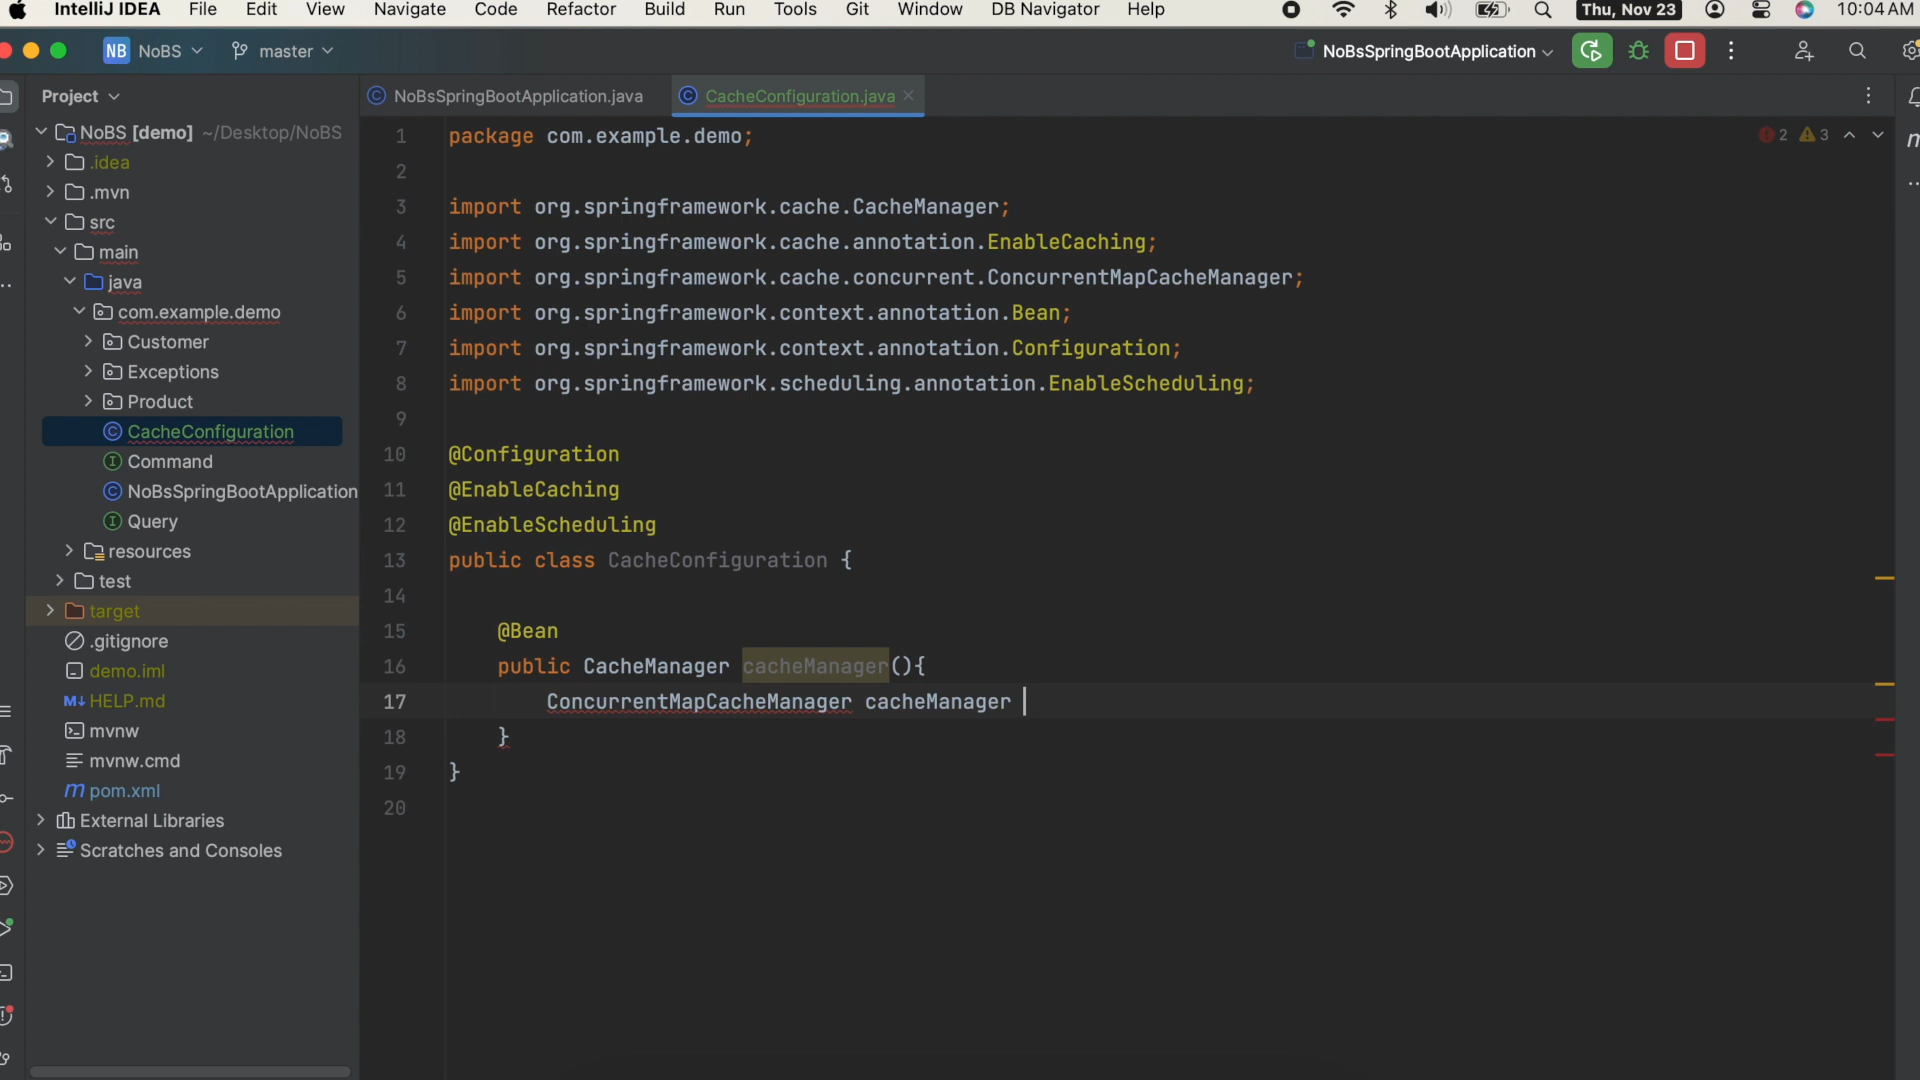 IntelliJ IDEA File Edit View Navigate Code Refactor Build Run Tools Git Window DB Navigator Help Thu, Nov 23 10:04 AM
NB NoBS master NoBsSpringBootApplication
Project
NoBS [demo] ~/Desktop/NoBS
.idea
.mvn
src
main
java
com.example.demo
Customer
Exceptions
Product
CacheConfiguration
Command
NoBsSpringBootApplication
Query
resources
test
target
.gitignore
demo.iml
M↓ HELP.md
mvnw
mvnw.cmd
m pom.xml
External Libraries
Scratches and Consoles
NoBsSpringBootApplication.java CacheConfiguration.java
2 3
1 package com.example.demo;
2
3 import org.springframework.cache.CacheManager;
4 import org.springframework.cache.annotation.EnableCaching;
5 import org.springframework.cache.concurrent.ConcurrentMapCacheManager;
6 import org.springframework.context.annotation.Bean;
7 import org.springframework.context.annotation.Configuration;
8 import org.springframework.scheduling.annotation.EnableScheduling;
9
10 @Configuration
11 @EnableCaching
12 @EnableScheduling
13 public class CacheConfiguration {
14
15 @Bean
16 public CacheManager cacheManager(){
17 ConcurrentMapCacheManager cacheManager
18 }
19 }
20